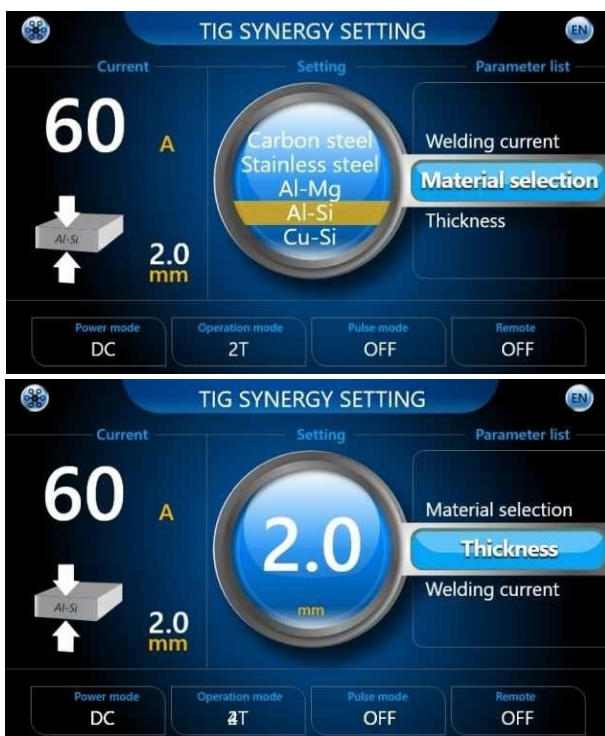 TIG SYNERGY SETTING
EN
Current
Setting
Parameter list
60 A
Carbon steel
Stainless steel
Al-Mg
Al-Si
Cu-Si
Welding current
Material selection
Thickness
Al-Si
2.0
mm
Power mode
DC
Operation mode
2T
Pulse mode
OFF
Remote
OFF
TIG SYNERGY SETTING
EN
Current
Setting
Parameter list
60 A
2.0
mm
Material selection
Thickness
Welding current
Al-Si
2.0
mm
Power mode
DC
Operation mode
Pulse mode
OFF
Remote
OFF